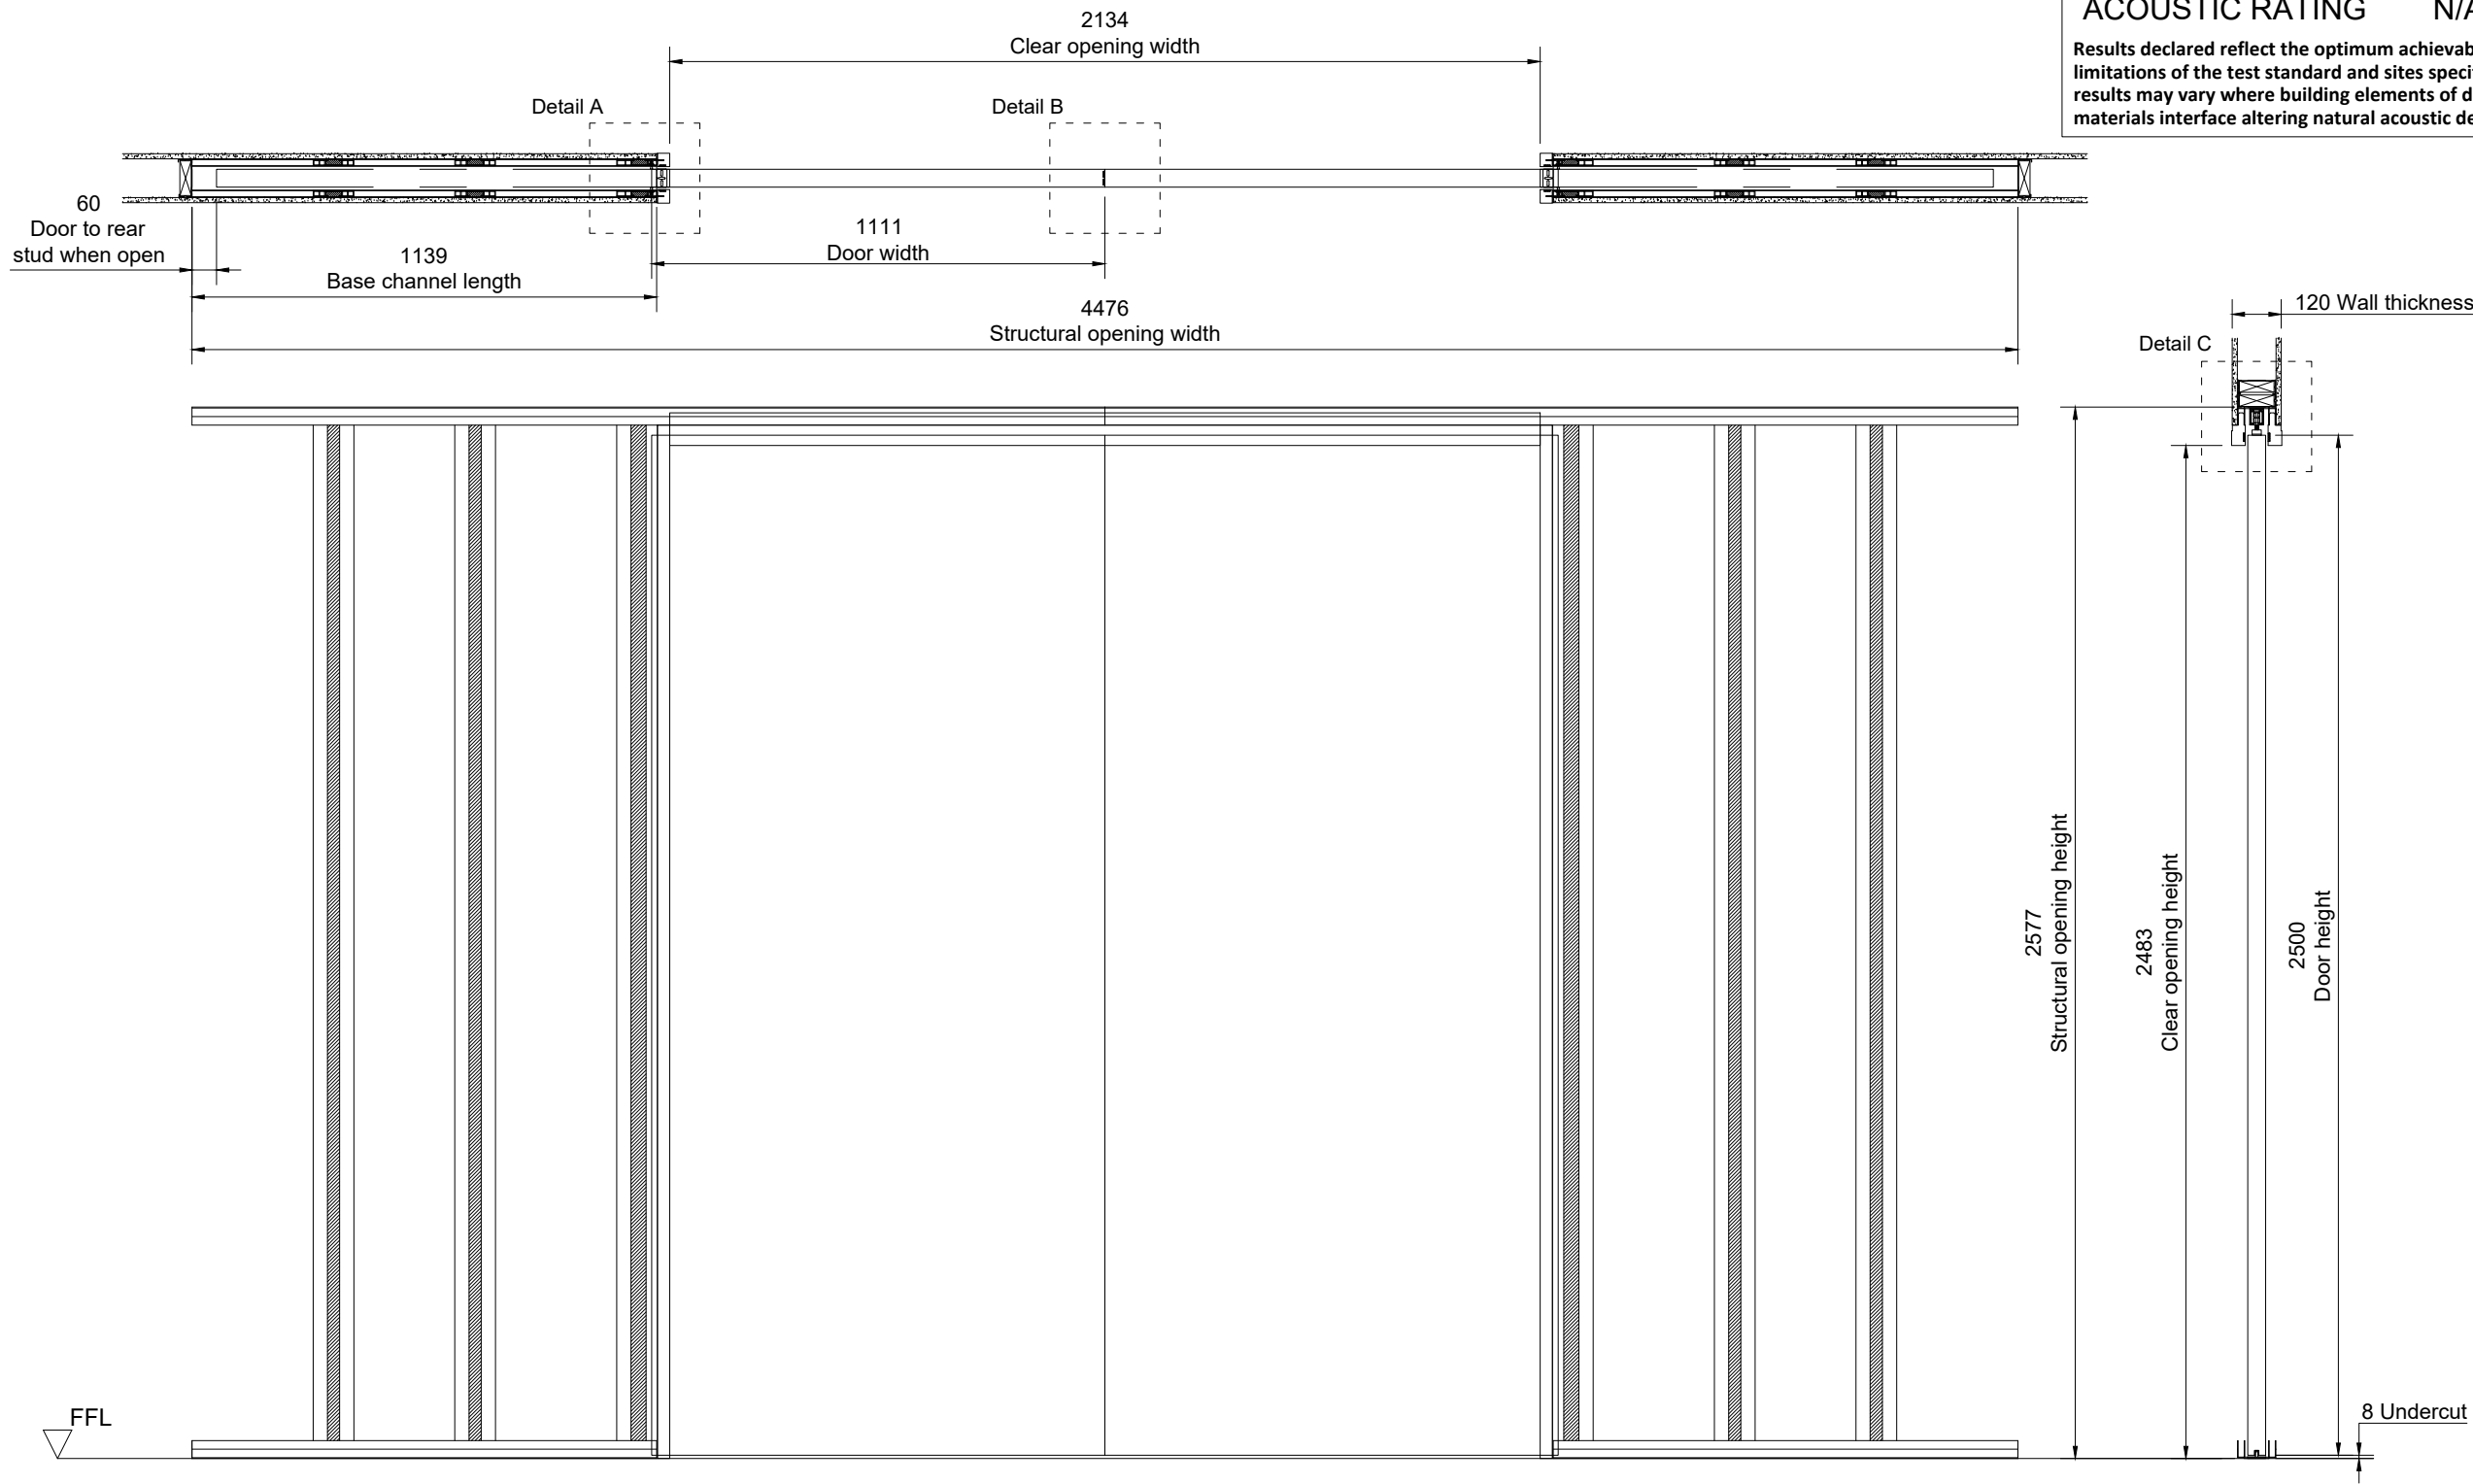 ACOUSTIC RATING N/A
Results declared reflect the optimum
limitations of the test standard and sites
results may vary where building elements of
materials interface altering natural acoustic
2134
Clear opening width
Detail A
Detail B
60
Door to rear
stud when open
1139
Base channel length
1111
Door width
4476
Structural opening width
120 Wall thickness
Detail C
2577
Structural opening height
2483
Clear opening height
2500
Door height
FFL
8 Undercut